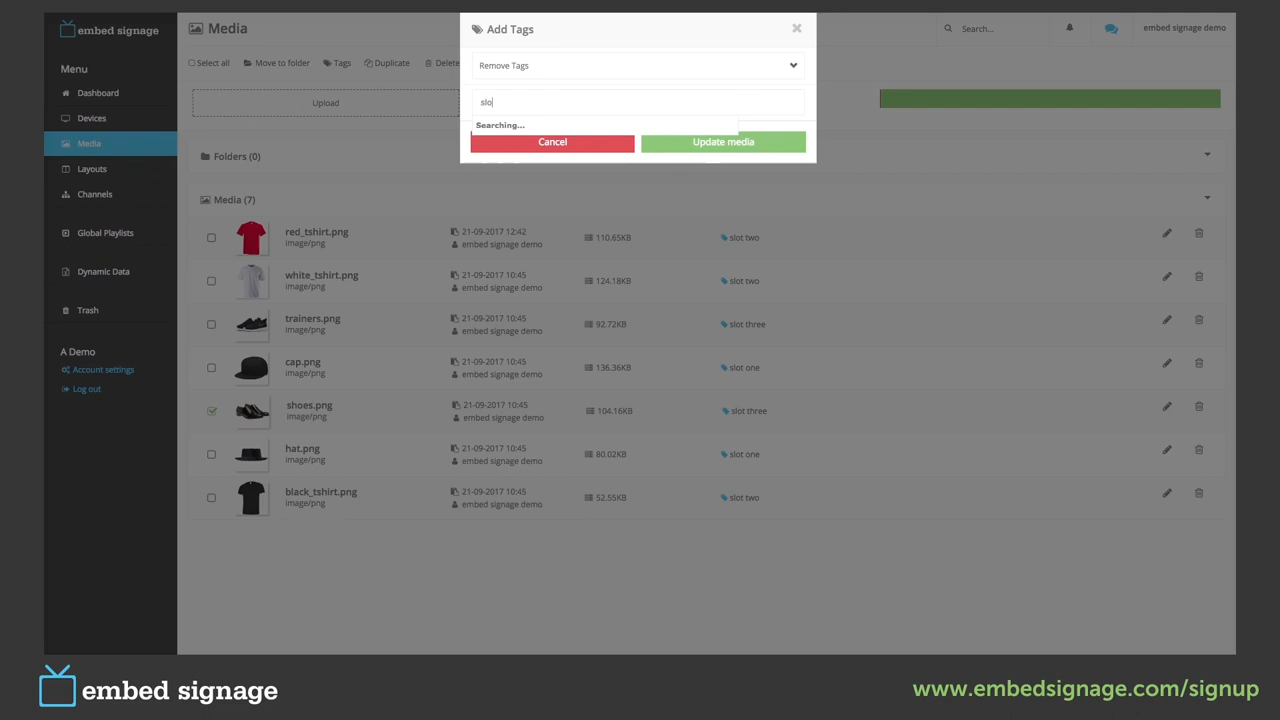 embed signage
Media
Add Tags
Search...
embed signage demo
Menu
Select all
Move to folder
Tags
Duplicate
Delete
Remove Tags
Dashboard
Upload
slo
Devices
Searching...
Media
Cancel
Update media
Layouts
Folders (0)
Channels
Media (7)
Global Playlists
red_tshirt.png
image/png
21-09-2017 12:42
embed signage demo
110.65KB
slot two
Dynamic Data
white_tshirt.png
image/png
21-09-2017 10:45
embed signage demo
124.18KB
slot two
Trash
trainers.png
image/png
21-09-2017 10:45
embed signage demo
92.72KB
slot three
A Demo
Account settings
Log out
cap.png
image/png
21-09-2017 10:45
embed signage demo
136.36KB
slot one
shoes.png
image/png
21-09-2017 10:45
embed signage demo
104.16KB
slot three
hat.png
image/png
21-09-2017 10:45
embed signage demo
80.02KB
slot one
black_tshirt.png
image/png
21-09-2017 10:45
embed signage demo
52.55KB
slot two
embed signage
www.embedsignage.com/signup